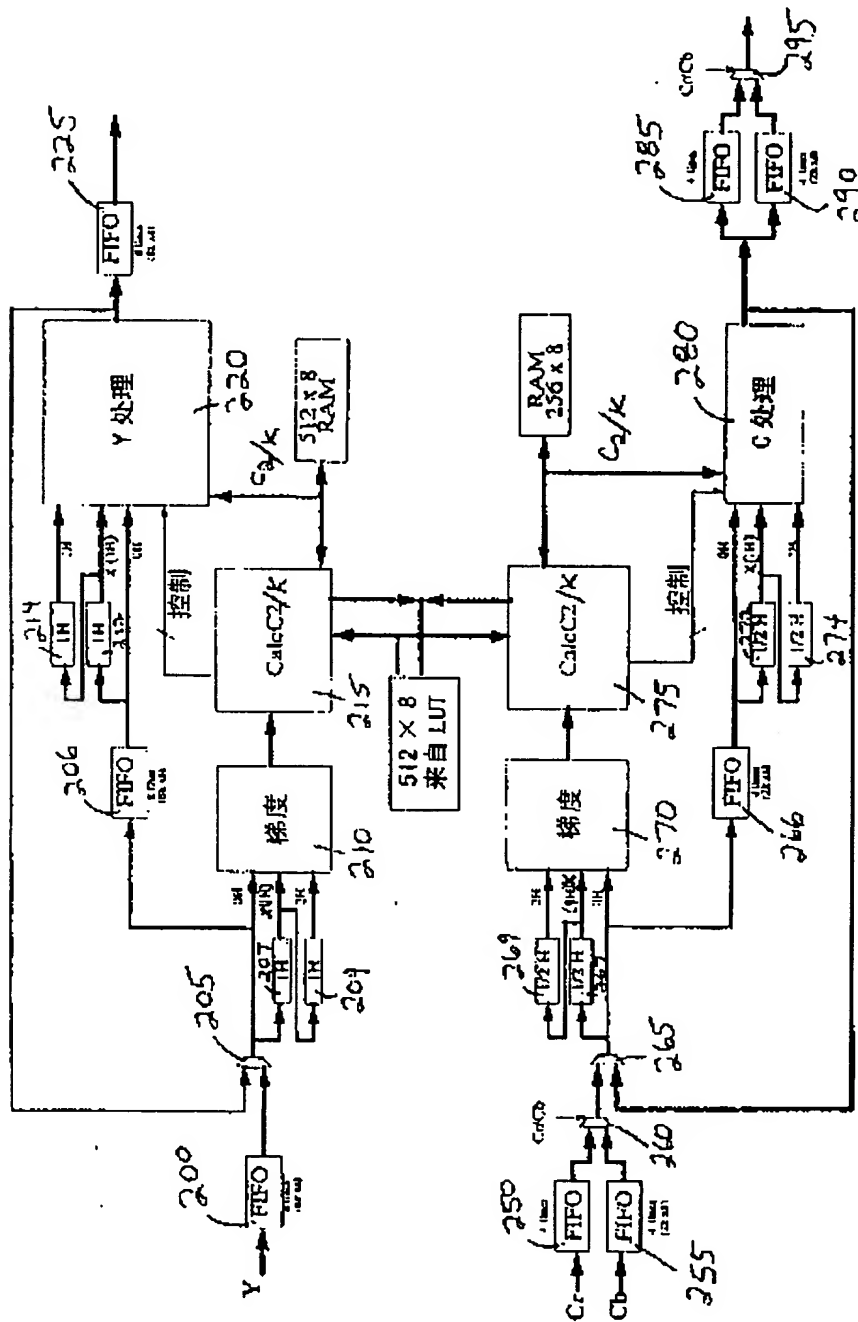 Y
200
FIFO
205
206
FIFO
207
1H
1H
209
梯度
210
214
1H
1H
控制
CalcC2/K
215
X(1H)
Y 处理
220
C2/K
512 x 8
RAM
FIFO
225
512 × 8
来自 LUT
Cr
Cb
250
FIFO
FIFO
255
CrCb
260
265
269
1/2 H
1/2 H
267
梯度
270
FIFO
266
CalcC2/K
275
控制
1/2 H
1/2 H
274
X(1H)
C 处理
280
C2/K
RAM
256 x 8
285
FIFO
FIFO
290
CrCb
295